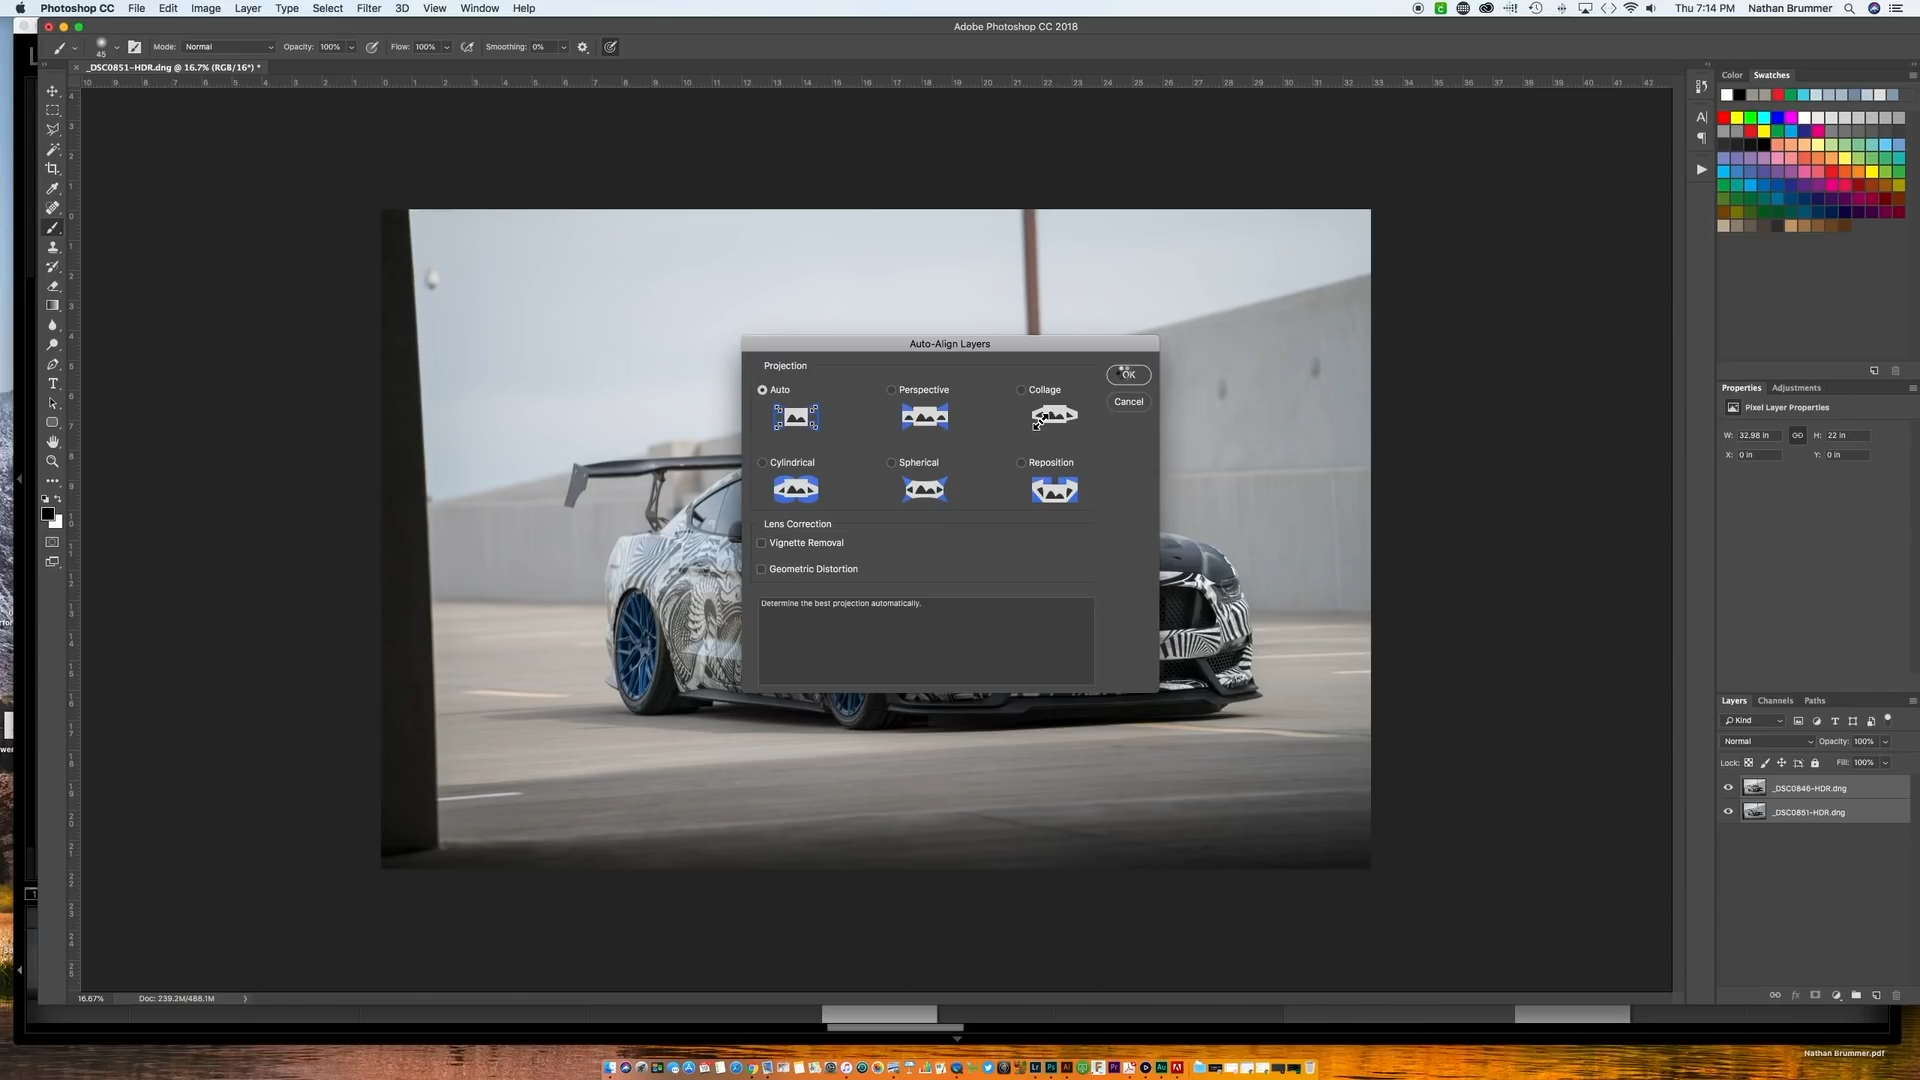 Photoshop CC File Edit Image Layer Type Select Filter 3D View Window Help Thu 7:14 PM Nathan Brummer
Adobe Photoshop CC 2018
45 Mode: Normal Opacity: 100% Flow: 100% Smoothing: 0%
_DSC0851-HDR.dng @ 16.7% (RGB/16*) *
Color Swatches
Auto-Align Layers
Projection
Auto Perspective Collage OK
Cancel
Cylindrical Spherical Reposition
Lens Correction
Vignette Removal
Geometric Distortion
Determine the best projection automatically.
Properties Adjustments
Pixel Layer Properties
W: 32.98 in H: 22 in
X: 0 in Y: 0 in
Layers Channels Paths
Kind
Normal Opacity: 100%
Lock: Fill: 100%
_DSC0846-HDR.dng
_DSC0851-HDR.dng
16.67% Doc: 239.2M/488.1M
Nathan Brummer.pdf